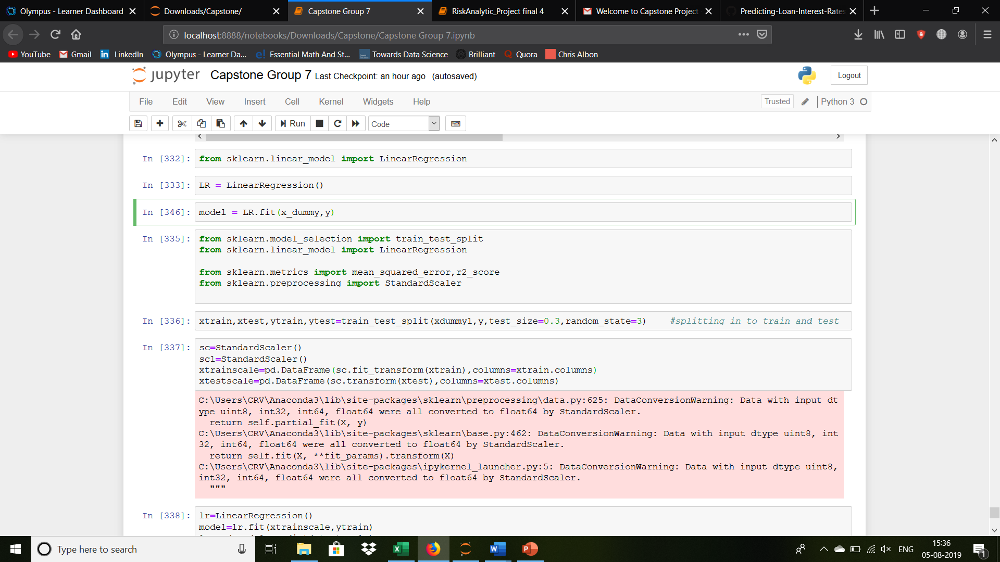 Olympus - Learner Dashboard
Downloads/Capstone/
Capstone Group 7
RiskAnalytic_Project final 4
Welcome to Capstone Project
Predicting-Loan-Interest-Rates
localhost:8888/notebooks/Downloads/Capstone/Capstone Group 7.ipynb
YouTube Gmail LinkedIn Olympus - Learner Da... Essential Math And St... Towards Data Science Brilliant Quora Chris Albon
jupyter Capstone Group 7 Last Checkpoint: an hour ago (autosaved) Logout
File Edit View Insert Cell Kernel Widgets Help Trusted Python 3
Run Code
In [332]: from sklearn.linear_model import LinearRegression
In [333]: LR = LinearRegression()
In [346]: model = LR.fit(x_dummy,y)
In [335]: from sklearn.model_selection import train_test_split
from sklearn.linear_model import LinearRegression
from sklearn.metrics import mean_squared_error,r2_score
from sklearn.preprocessing import StandardScaler
In [336]: xtrain,xtest,ytrain,ytest=train_test_split(xdummy1,y,test_size=0.3,random_state=3) #splitting in to train and test
In [337]: sc=StandardScaler()
sc1=StandardScaler()
xtrainscale=pd.DataFrame(sc.fit_transform(xtrain),columns=xtrain.columns)
xtestscale=pd.DataFrame(sc.transform(xtest),columns=xtest.columns)
C:\Users\CRV\Anaconda3\lib\site-packages\sklearn\preprocessing\data.py:625: DataConversionWarning: Data with input dt
ype uint8, int32, int64, float64 were all converted to float64 by StandardScaler.
return self.partial_fit(X, y)
C:\Users\CRV\Anaconda3\lib\site-packages\sklearn\base.py:462: DataConversionWarning: Data with input dtype uint8, int
32, int64, float64 were all converted to float64 by StandardScaler.
return self.fit(X, **fit_params).transform(X)
C:\Users\CRV\Anaconda3\lib\site-packages\ipykernel_launcher.py:5: DataConversionWarning: Data with input dtype uint8,
int32, int64, float64 were all converted to float64 by StandardScaler.
"""
In [338]: lr=LinearRegression()
model=lr.fit(xtrainscale,ytrain)
Type here to search
ENG
15:36
05-08-2019
1